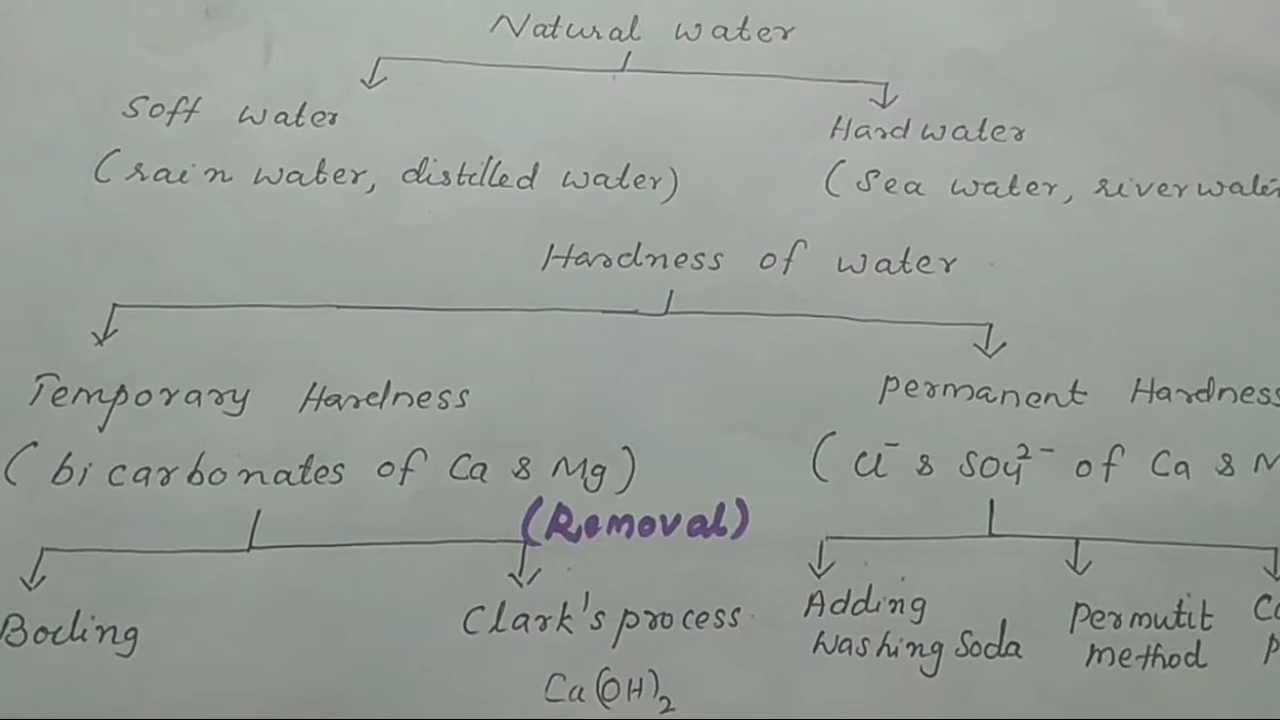 Natural water
Soft water
Hard water
(rain water, distilled water)
(Sea water, river
Hardness of water
Temporary Hardness
Permanent Hardness
(bicarbonates of Ca & Mg)
(Cl⁻ & SO₄²⁻ of Ca &
(Removal)
Boiling
Clark's process
Adding
Washing Soda
Permutit
method
Ca(OH)₂